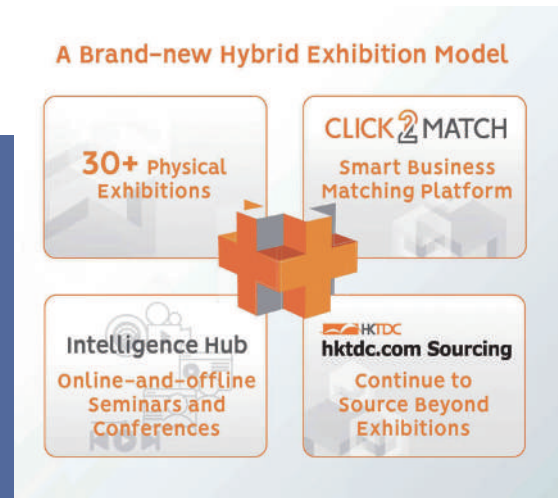 A Brand-new Hybrid Exhibition Model
30+ Physical
Exhibitions
CLICK2MATCH
Smart Business
Matching Platform
Intelligence Hub
Online-and-offline
Seminars and
Conferences
HKTDC
hktdc.com Sourcing
Continue to
Source Beyond
Exhibitions